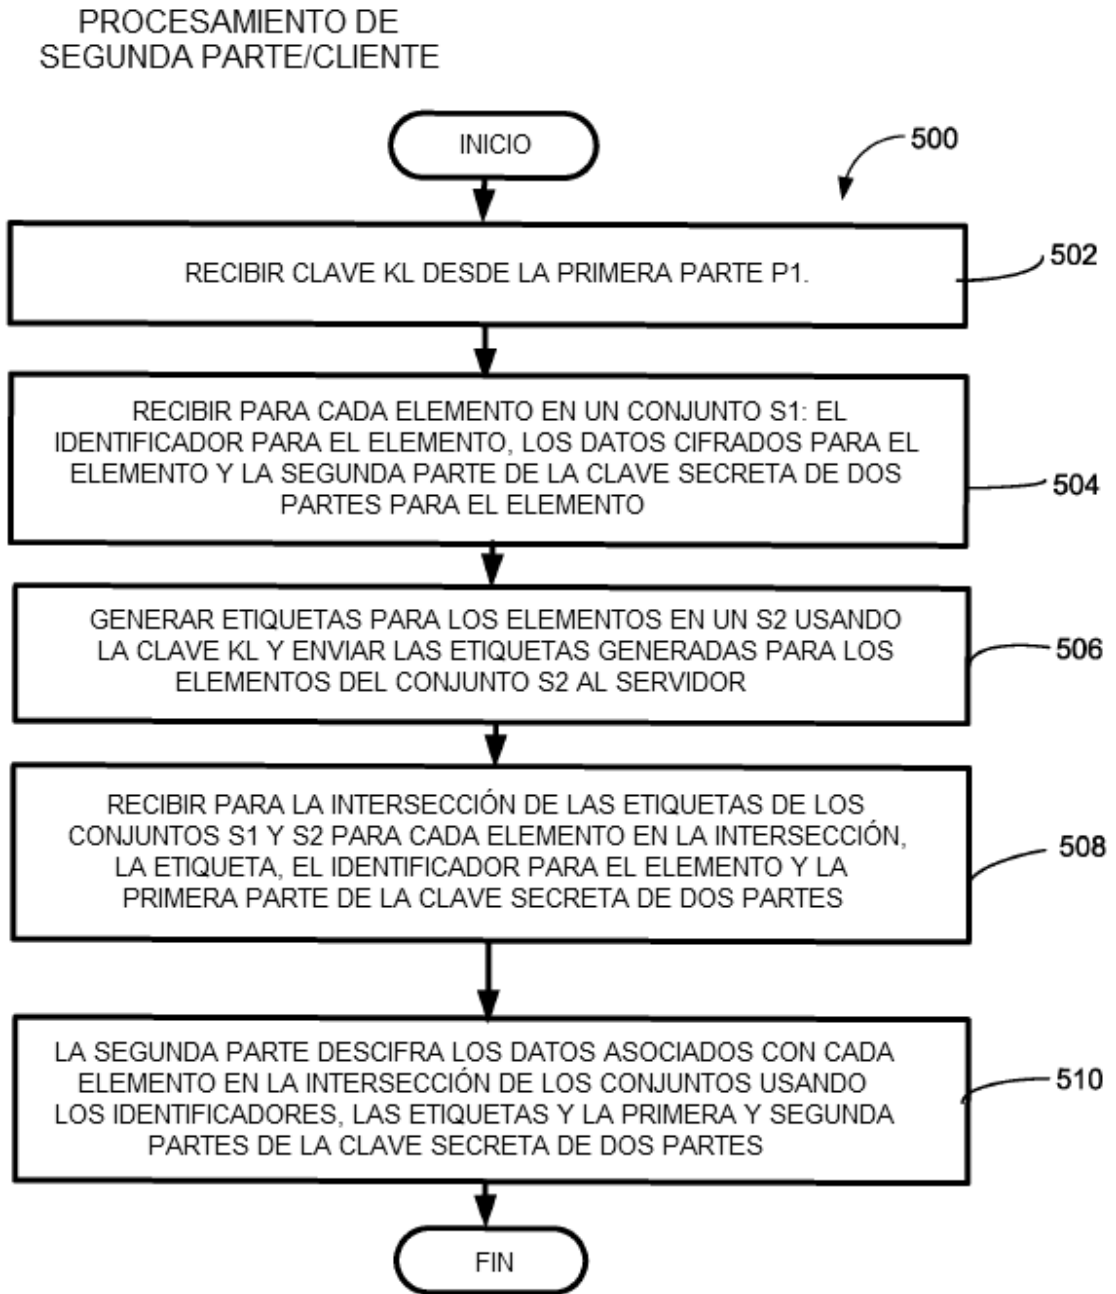 PROCESAMIENTO DE
SEGUNDA PARTE/CLIENTE
INICIO
500
RECIBIR CLAVE KL DESDE LA PRIMERA PARTE P1.
502
RECIBIR PARA CADA ELEMENTO EN UN CONJUNTO S1: EL
IDENTIFICADOR PARA EL ELEMENTO, LOS DATOS CIFRADOS PARA EL
ELEMENTO Y LA SEGUNDA PARTE DE LA CLAVE SECRETA DE DOS
PARTES PARA EL ELEMENTO
504
GENERAR ETIQUETAS PARA LOS ELEMENTOS EN UN S2 USANDO
LA CLAVE KL Y ENVIAR LAS ETIQUETAS GENERADAS PARA LOS
ELEMENTOS DEL CONJUNTO S2 AL SERVIDOR
506
RECIBIR PARA LA INTERSECCIÓN DE LAS ETIQUETAS DE LOS
CONJUNTOS S1 Y S2 PARA CADA ELEMENTO EN LA INTERSECCIÓN,
LA ETIQUETA, EL IDENTIFICADOR PARA EL ELEMENTO Y LA
PRIMERA PARTE DE LA CLAVE SECRETA DE DOS PARTES
508
LA SEGUNDA PARTE DESCIFRA LOS DATOS ASOCIADOS CON CADA
ELEMENTO EN LA INTERSECCIÓN DE LOS CONJUNTOS USANDO
LOS IDENTIFICADORES, LAS ETIQUETAS Y LA PRIMERA Y SEGUNDA
PARTES DE LA CLAVE SECRETA DE DOS PARTES
510
FIN